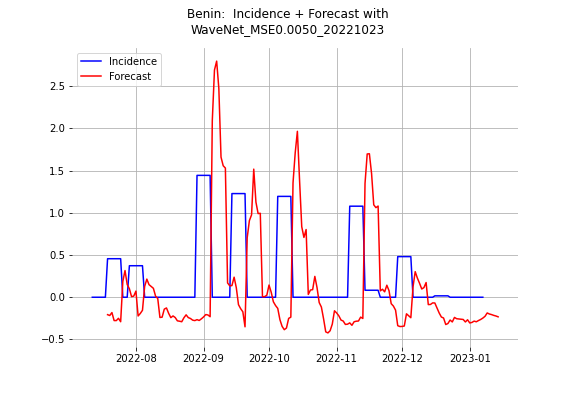 Benin:  Incidence + Forecast with
WaveNet_MSE0.0050_20221023
Incidence
Forecast
2.5
2.0
1.5
1.0
0.5
0.0
−0.5
2022-08 2022-09 2022-10 2022-11 2022-12 2023-01